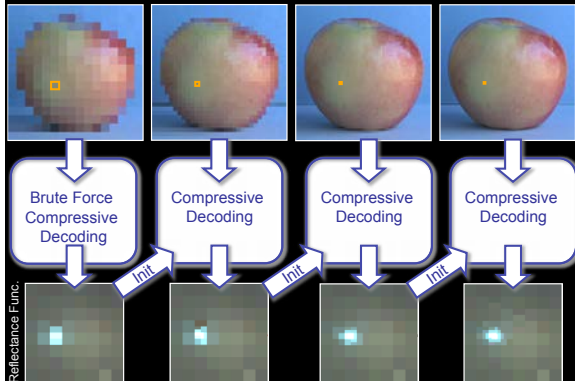 Brute Force
Compressive
Decoding
Compressive
Decoding
Compressive
Decoding
Compressive
Decoding
Init
Init
Init
Reflectance Func.